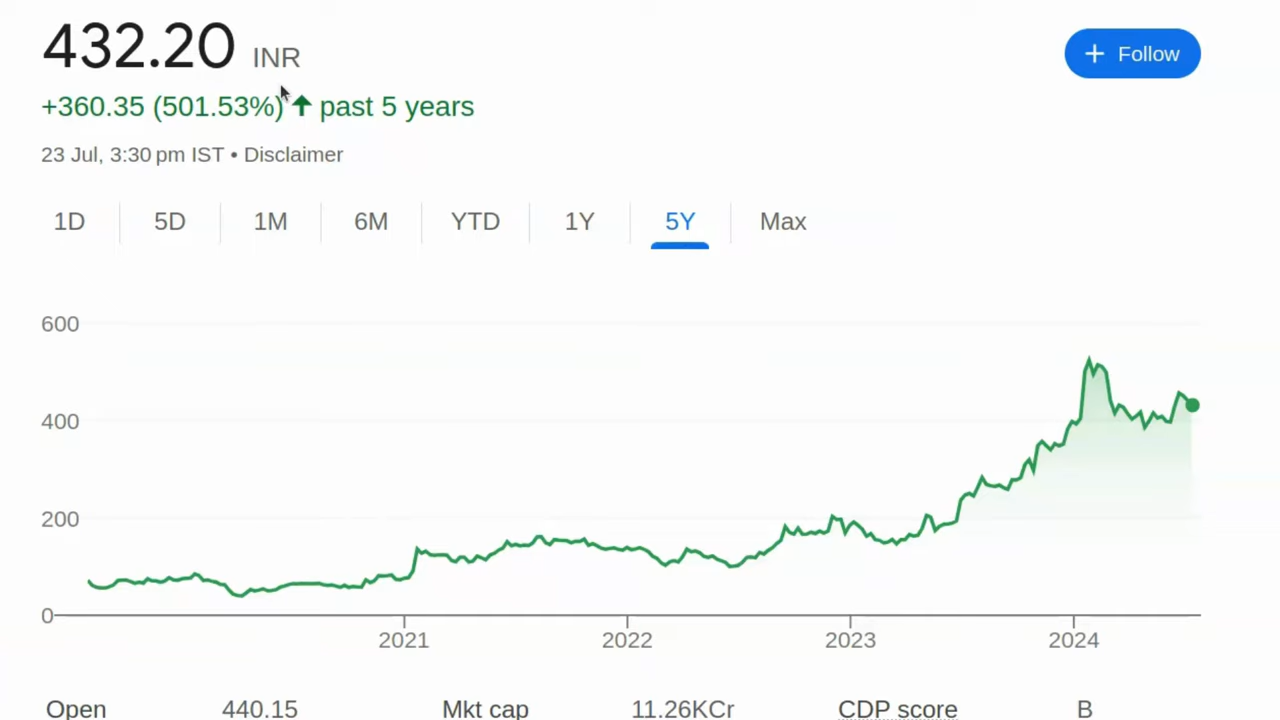 432.20 INR
+ Follow
+360.35 (501.53%) ↑ past 5 years
23 Jul, 3:30 pm IST • Disclaimer
1D 5D 1M 6M YTD 1Y 5Y Max
600
400
200
0
2021 2022 2023 2024
Open 440.15 Mkt cap 11.26KCr CDP score B